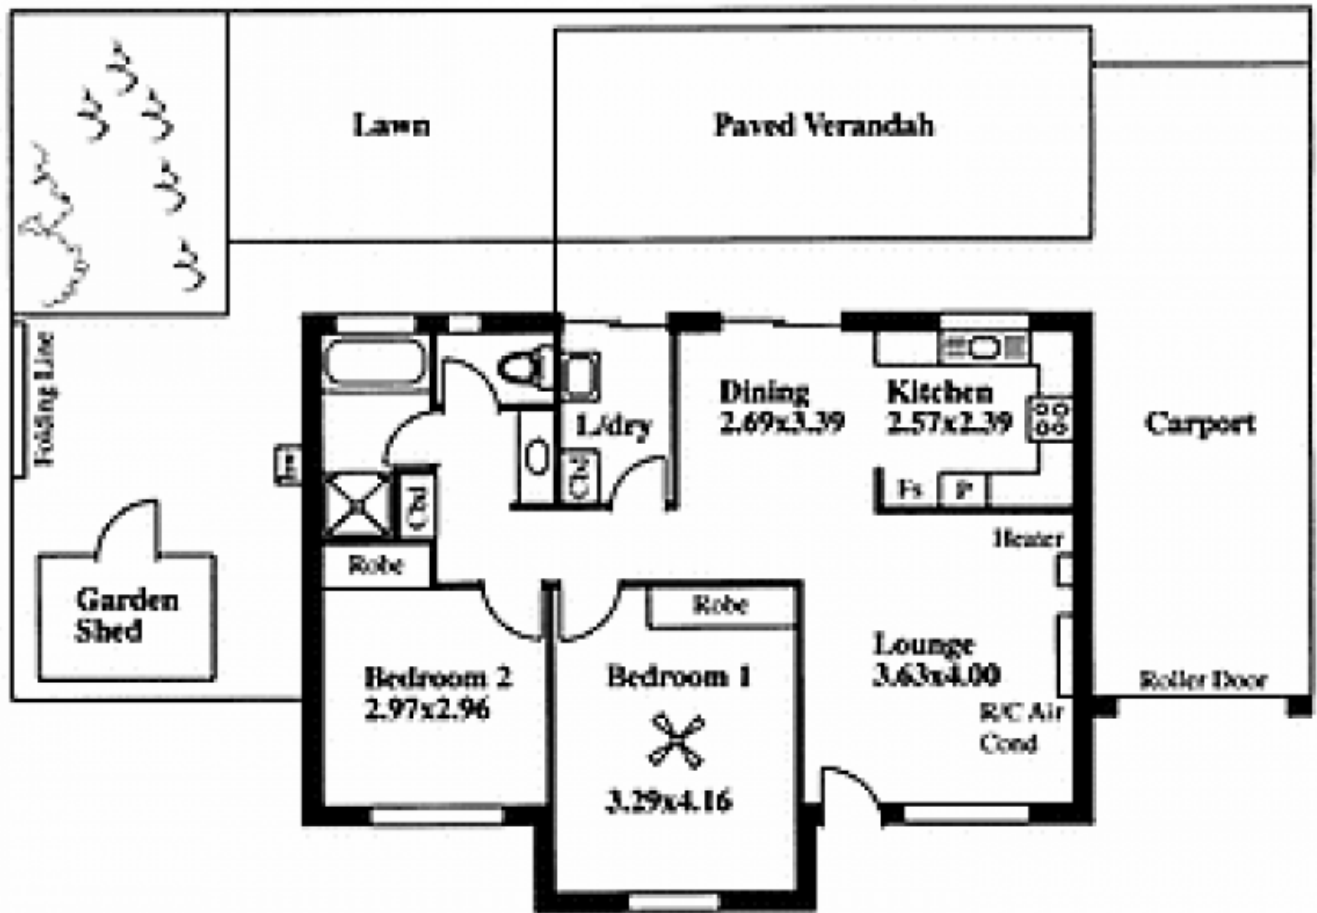 Lawn
Paved Verandah
Folding Line
Dining
2.69x3.39
Kitchen
2.57x2.39
L/dry
Carport
Cbd
Cbd
Fs
P
Heater
Robe
Garden
Shed
Robe
Lounge
3.63x4.00
Bedroom 2
2.97x2.96
Bedroom 1
Roller Door
R/C Air
Cond
3.29x4.16